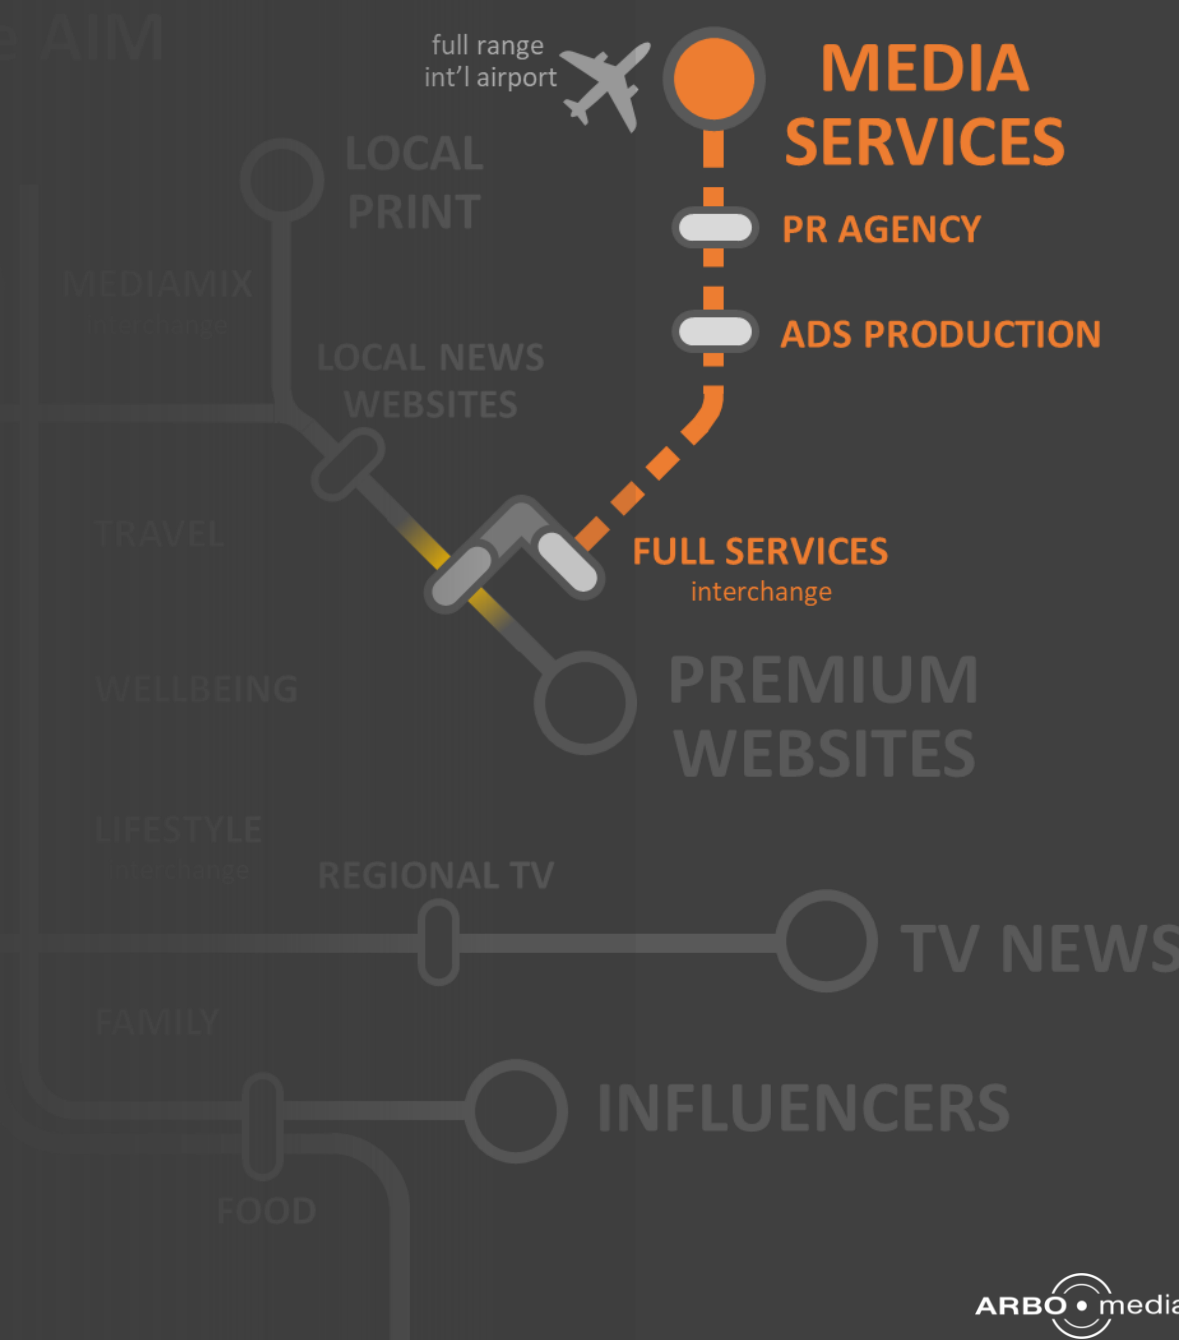 e AIM
full range
int'l airport
MEDIA
SERVICES
LOCAL
PRINT
PR AGENCY
MEDIAMIX
interchange
ADS PRODUCTION
LOCAL NEWS
WEBSITES
TRAVEL
FULL SERVICES
interchange
PREMIUM
WEBSITES
WELLBEING
LIFESTYLE
interchange
REGIONAL TV
TV NEWS
FAMILY
INFLUENCERS
FOOD
ARBO media